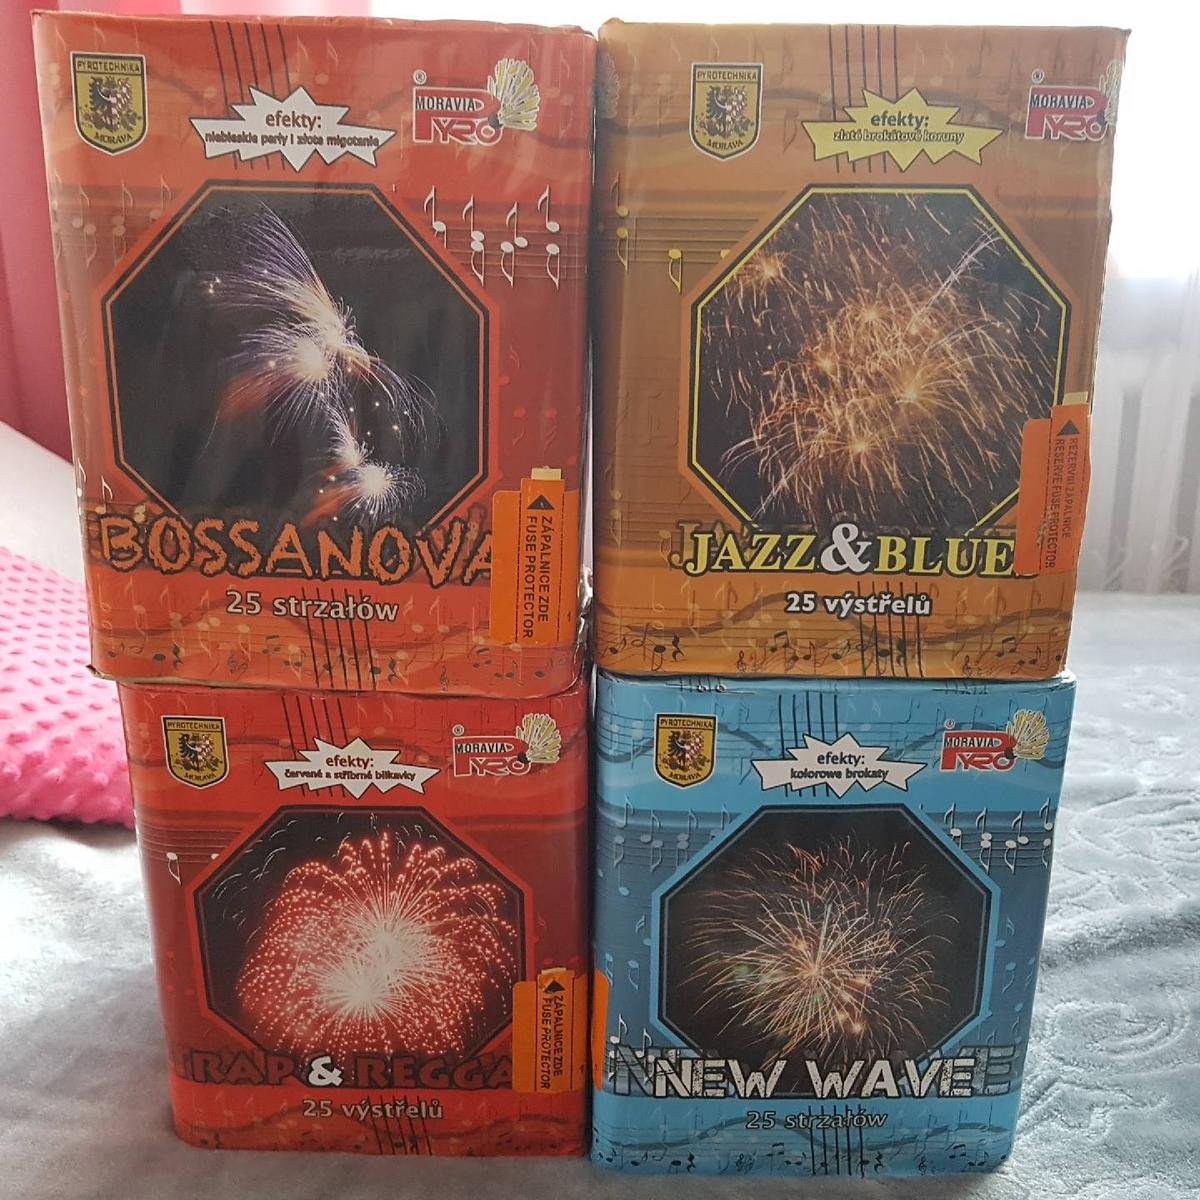 PYROTECHNIKA
MORAVA
efekty:
niebieskie perły i złote migotanie
®
MORAVIA
PYRO
BOSSANOVA
25 strzałów
ZÁPALNICE ZDE
FUSE PROTECTOR
PYROTECHNIKA
MORAVA
efekty:
zlaté brokátové koruny
®
MORAVIA
PYRO
JAZZ&BLUE
25 výstřelů
REZERVNÍ ZÁPALNICE
RESERVE FUSE PROTECTOR
PYROTECHNIKA
MORAVA
efekty:
červené a stříbrné blikavky
®
MORAVIA
PYRO
RAP & REGGA
25 výstřelů
ZÁPALNICE ZDE
FUSE PROTECTOR
PYROTECHNIKA
MORAVA
efekty:
kolorowe brokaty
®
MORAVIA
PYRO
NEW WAVE
25 strzałów